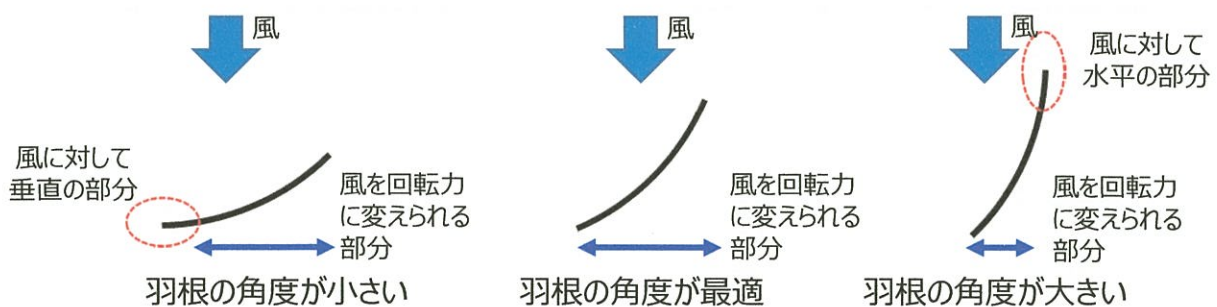 風
風に対して
垂直の部分
風を回転力
に変えられる
部分
羽根の角度が小さい
風
風を回転力
に変えられる
部分
羽根の角度が最適
風
風に対して
水平の部分
風を回転力
に変えられる
部分
羽根の角度が大きい